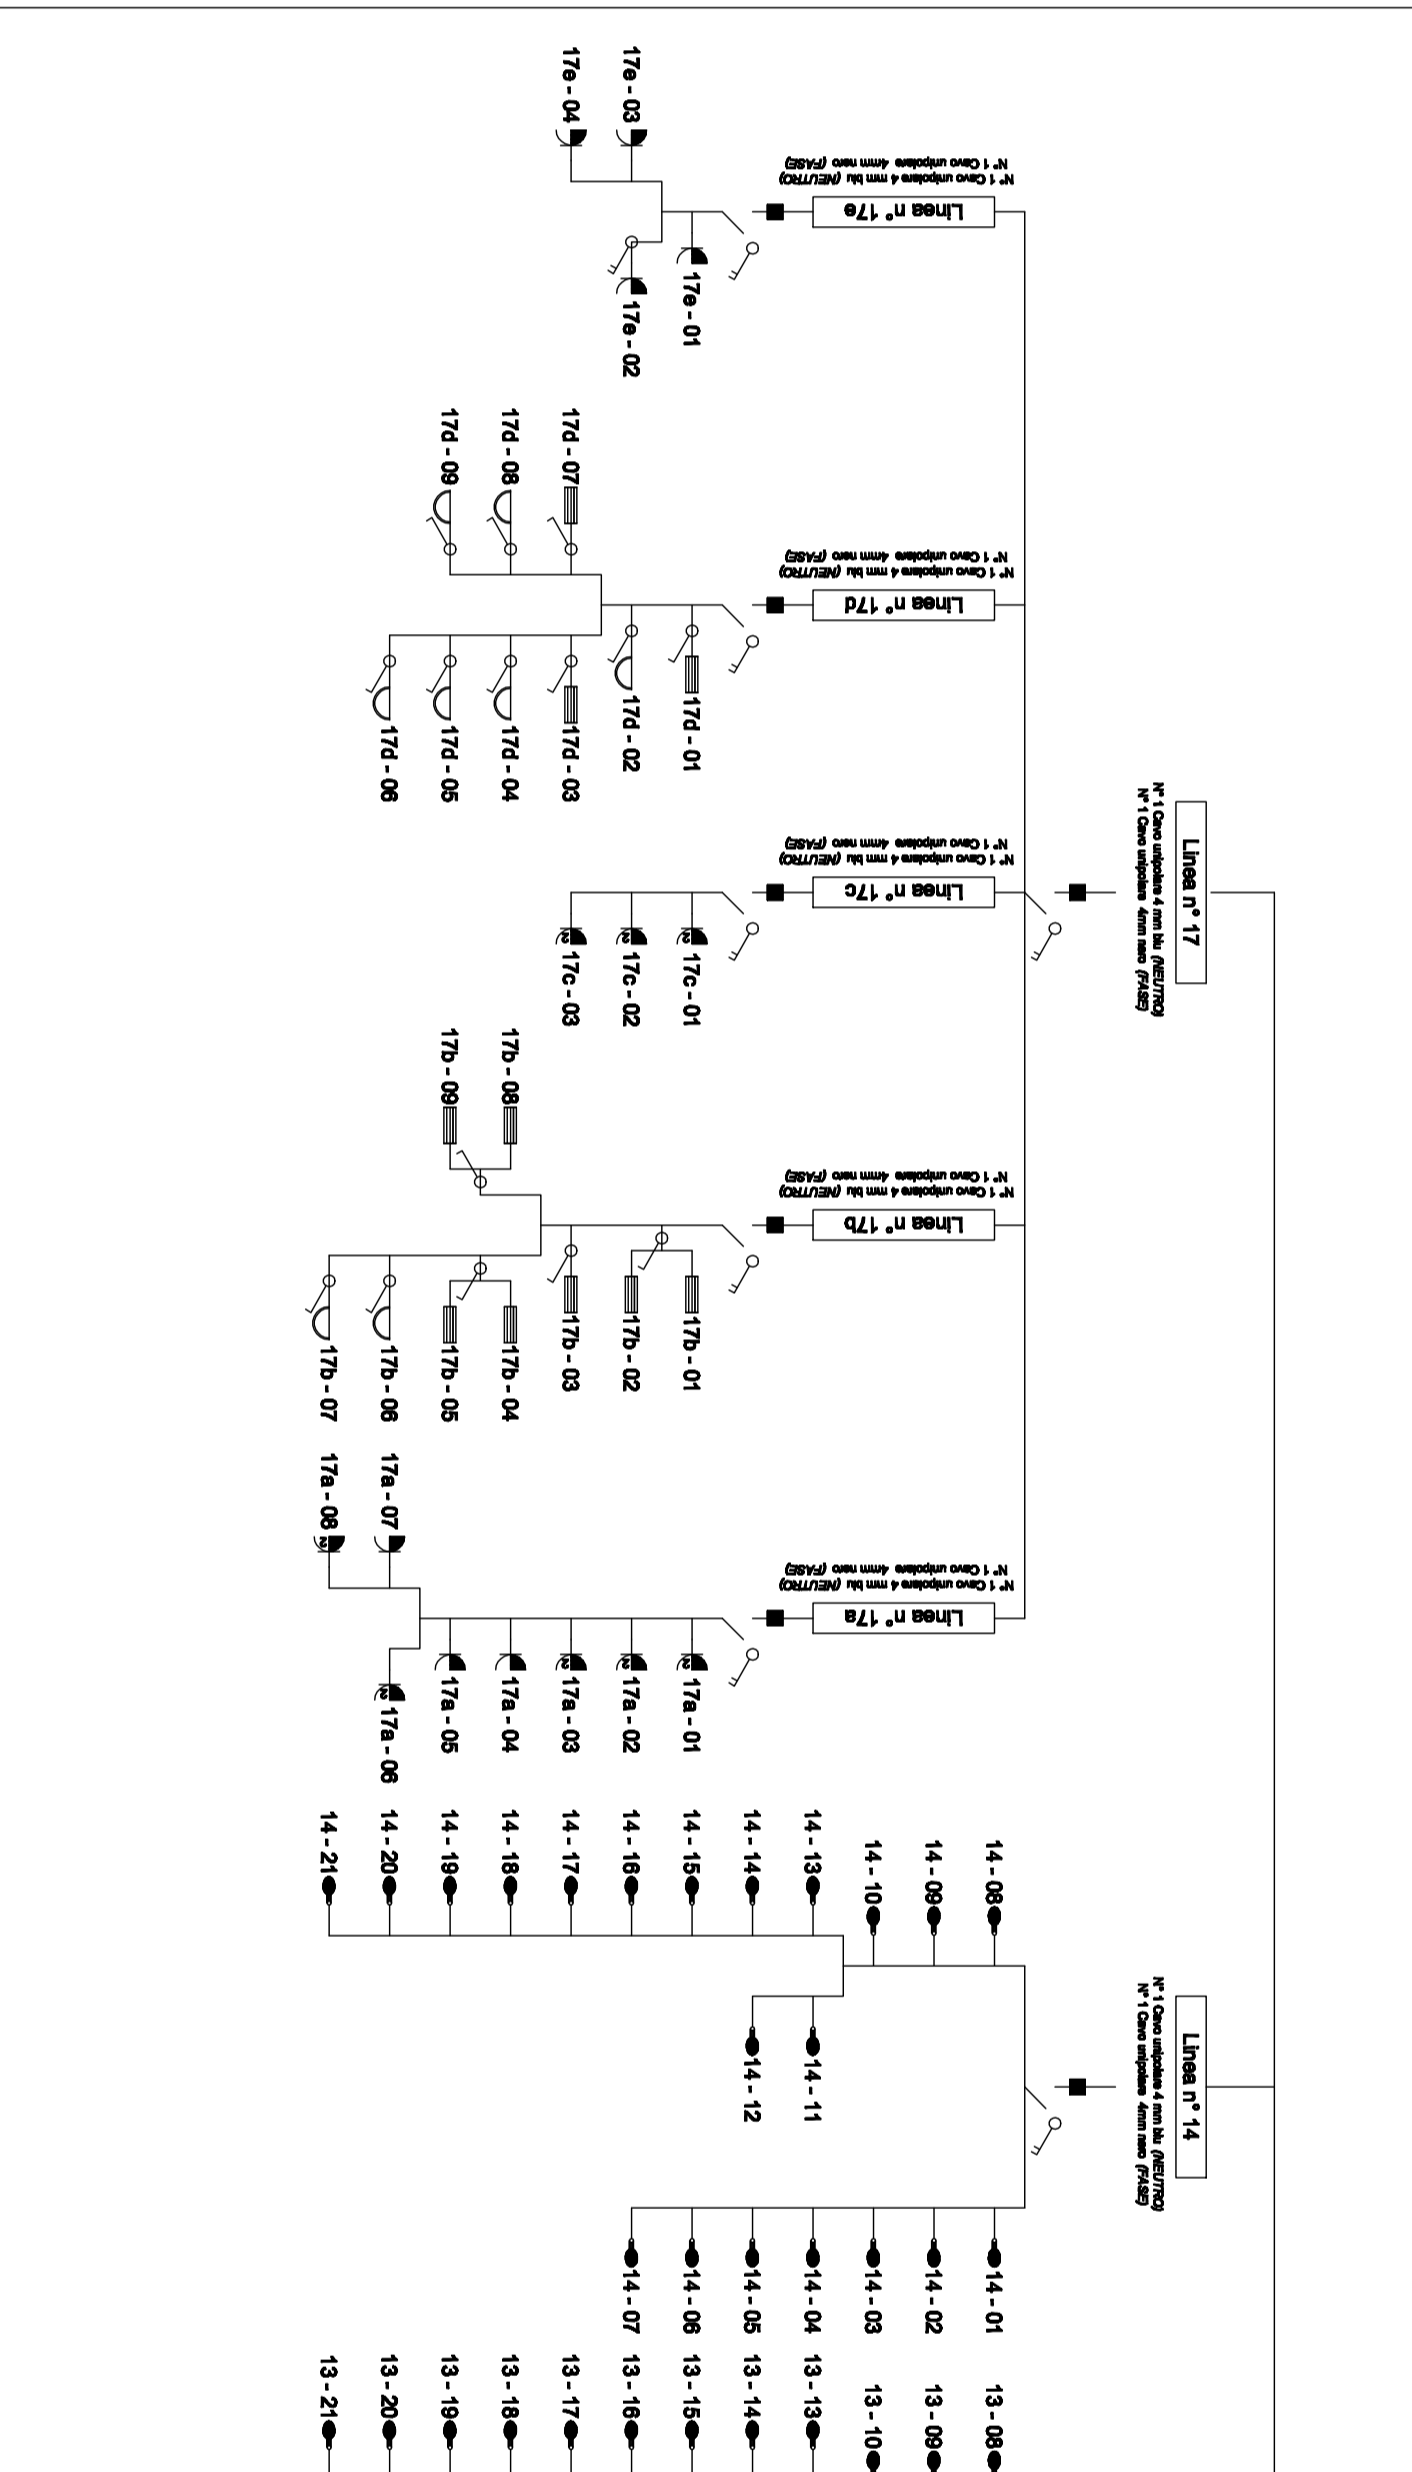 Linea n° 17
N° 1 Cavo unipolare 4 mm blu (NEUTRO)
N° 1 Cavo unipolare 4mm nero (FASE)
Linea n° 14
N° 1 Cavo unipolare 4 mm blu (NEUTRO)
N° 1 Cavo unipolare 4mm nero (FASE)
Linea n° 17e
N° 1 Cavo unipolare 4 mm blu (NEUTRO)
N° 1 Cavo unipolare 4mm nero (FASE)
17e - 01
17e - 02
17e - 03
17e - 04
Linea n° 17d
N° 1 Cavo unipolare 4 mm blu (NEUTRO)
N° 1 Cavo unipolare 4mm nero (FASE)
17d - 01
17d - 02
17d - 03
17d - 04
17d - 05
17d - 06
17d - 07
17d - 08
17d - 09
Linea n° 17c
N° 1 Cavo unipolare 4 mm blu (NEUTRO)
N° 1 Cavo unipolare 4mm nero (FASE)
2
17c - 01
2
17c - 02
2
17c - 03
Linea n° 17b
N° 1 Cavo unipolare 4 mm blu (NEUTRO)
N° 1 Cavo unipolare 4mm nero (FASE)
17b - 01
17b - 02
17b - 03
17b - 04
17b - 05
17b - 06
17b - 07
17b - 08
17b - 09
Linea n° 17a
N° 1 Cavo unipolare 4 mm blu (NEUTRO)
N° 1 Cavo unipolare 4mm nero (FASE)
2
17a - 01
2
17a - 02
2
17a - 03
17a - 04
17a - 05
2
17a - 06
17a - 07
17a - 08
2
14 - 08
14 - 09
14 - 10
14 - 11
14 - 12
14 - 13
14 - 14
14 - 15
14 - 16
14 - 17
14 - 18
14 - 19
14 - 20
14 - 21
14 - 01
14 - 02
14 - 03
14 - 04
14 - 05
14 - 06
14 - 07
13 - 08
13 - 09
13 - 10
13 - 13
13 - 14
13 - 15
13 - 16
13 - 17
13 - 18
13 - 19
13 - 20
13 - 21